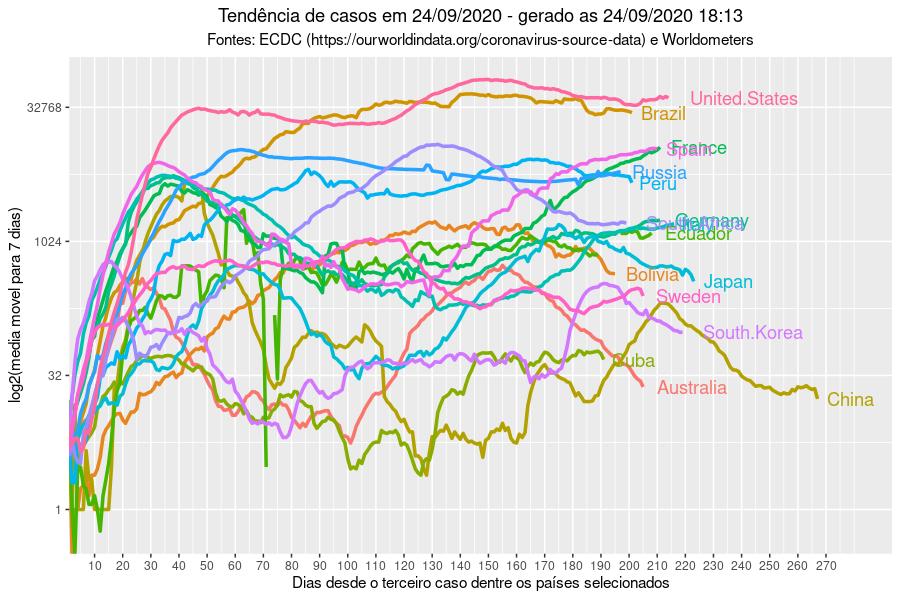 Tendência de casos em 24/09/2020 - gerado as 24/09/2020 18:13
Fontes: ECDC (https://ourworldindata.org/coronavirus-source-data) e Worldometers
log2(media movel para 7 dias)
32768
1024
32
1
United.States
Brazil
France
Spain
Russia
Peru
Germany
Ecuador
Bolivia
Japan
Sweden
South.Korea
Cuba
Australia
China
10 20 30 40 50 60 70 80 90 100 110 120 130 140 150 160 170 180 190 200 210 220 230 240 250 260 270
Dias desde o terceiro caso dentre os países selecionados